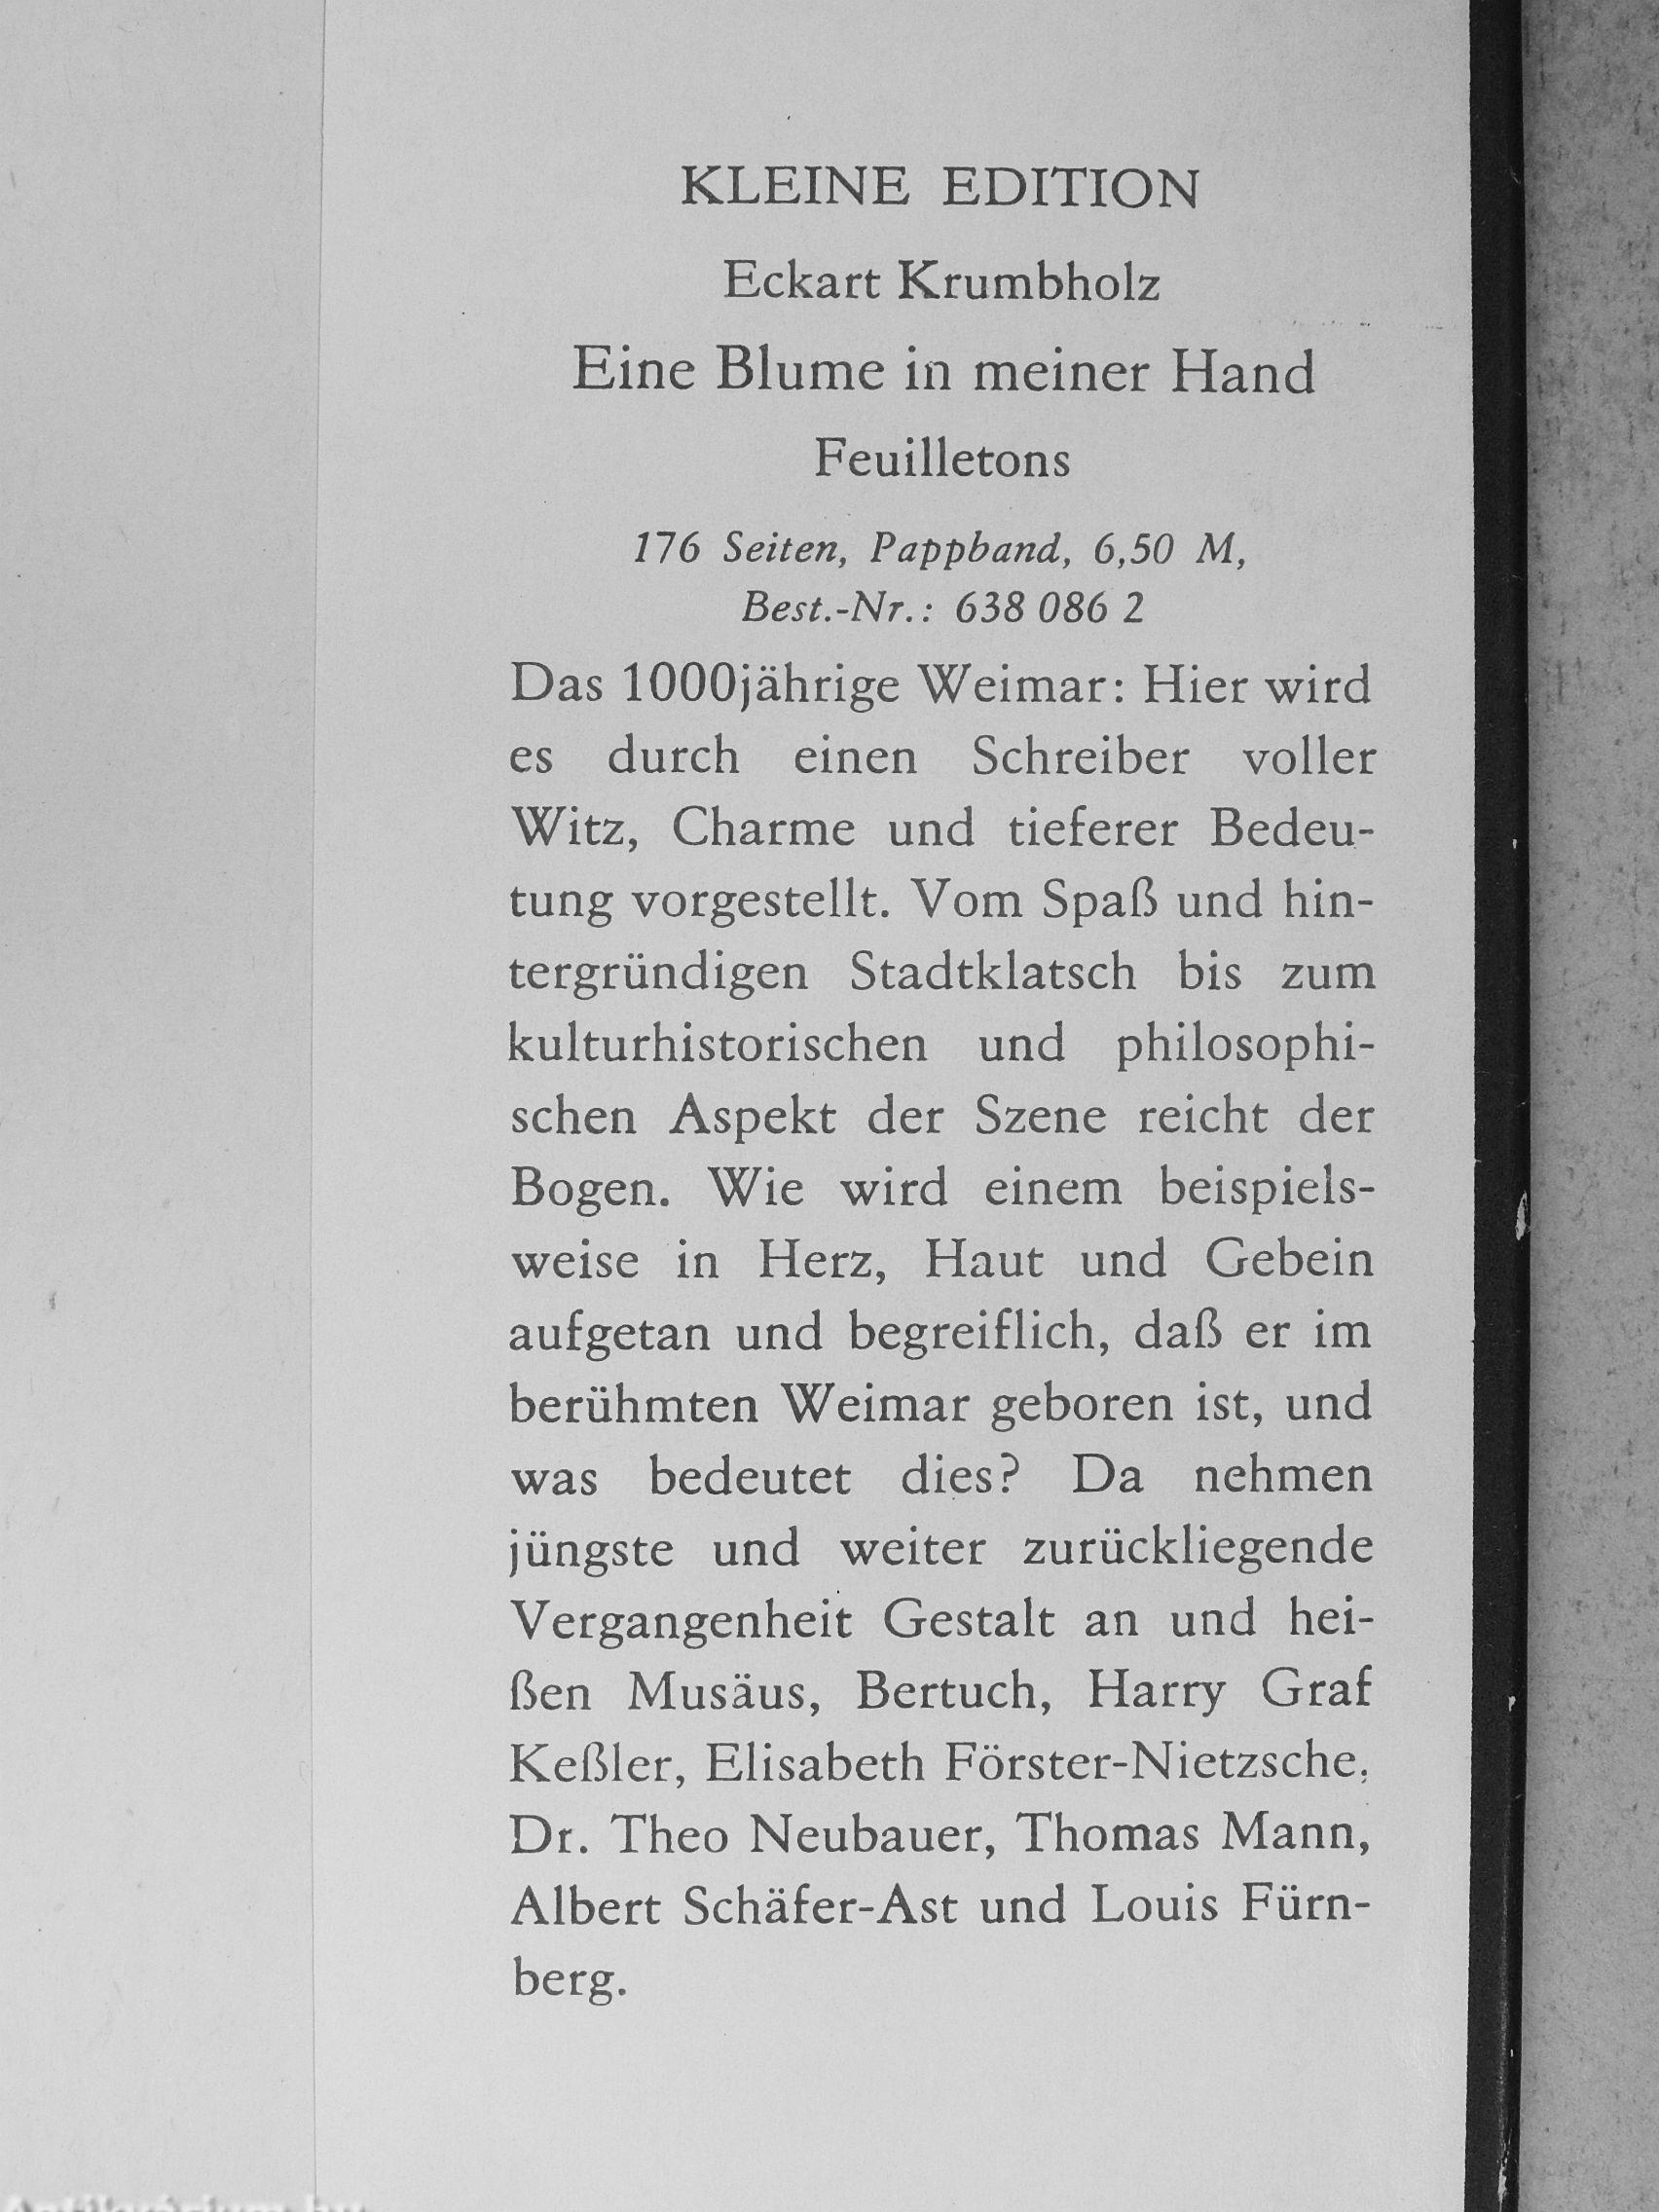 KLEINE EDITION
Eckart Krumbholz
Eine Blume in meiner Hand
Feuilletons
176 Seiten, Pappband, 6,50 M,
Best.-Nr.: 638 086 2
Das 1000jährige Weimar: Hier wird
es durch einen Schreiber voller
Witz, Charme und tieferer Bedeu-
tung vorgestellt. Vom Spaß und hin-
tergründigen Stadtklatsch bis zum
kulturhistorischen und philosophi-
schen Aspekt der Szene reicht der
Bogen. Wie wird einem beispiels-
weise in Herz, Haut und Gebein
aufgetan und begreiflich, daß er im
berühmten Weimar geboren ist, und
was bedeutet dies? Da nehmen
jüngste und weiter zurückliegende
Vergangenheit Gestalt an und hei-
ßen Musäus, Bertuch, Harry Graf
Keßler, Elisabeth Förster-Nietzsche,
Dr. Theo Neubauer, Thomas Mann,
Albert Schäfer-Ast und Louis Fürn-
berg.